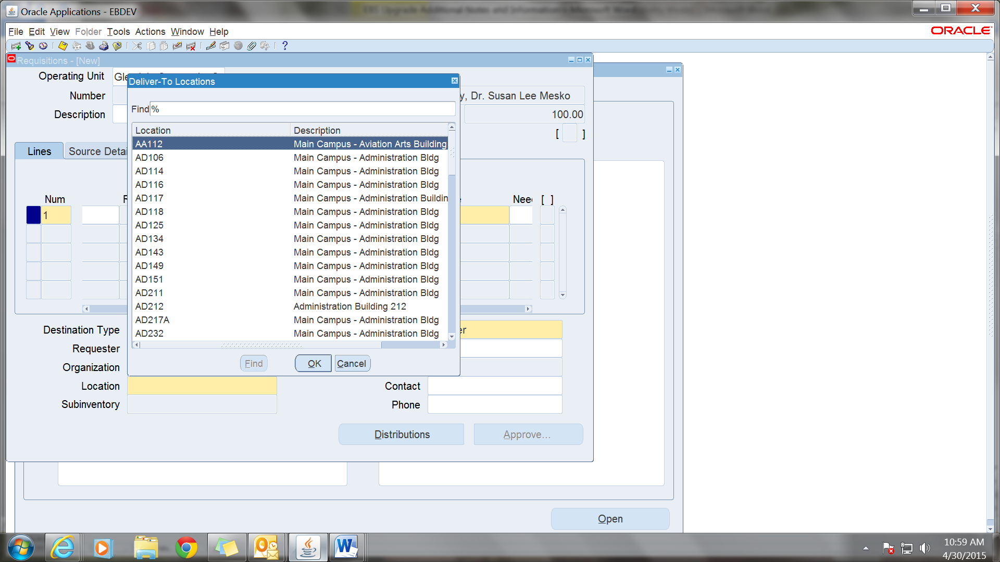 Oracle Applications - EBDEV
File Edit View Folder Tools Actions Window Help
ORACLE
Requisitions - [New]
Operating Unit
Number
y, Dr. Susan Lee Mesko
Description
100.00
[ ]
Deliver-To Locations
Find %
Location Description
AA112 Main Campus - Aviation Arts Building
AD106 Main Campus - Administration Bldg
AD114 Main Campus - Administration Bldg
AD116 Main Campus - Administration Bldg
AD117 Main Campus - Administration Buildin
AD118 Main Campus - Administration Bldg
AD125 Main Campus - Administration Bldg
AD134 Main Campus - Administration Bldg
AD143 Main Campus - Administration Bldg
AD149 Main Campus - Administration Bldg
AD151 Main Campus - Administration Bldg
AD211 Main Campus - Administration Bldg
AD212 Administration Building 212
AD217A Main Campus - Administration Bldg
AD232 Main Campus - Administration Bldg
Find OK Cancel
Lines Source Detai
Num Need [ ]
1
Destination Type
er
Requester
Organization
Location
Contact
Subinventory
Phone
Distributions Approve...
Open
10:59 AM
4/30/2015